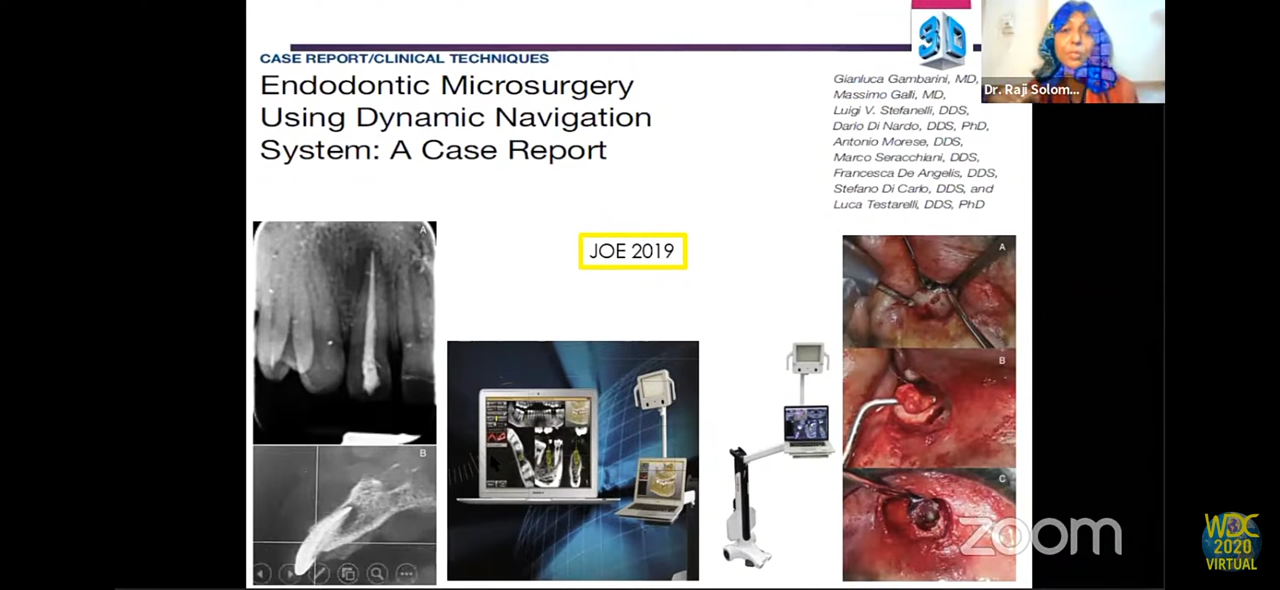 CASE REPORT/CLINICAL TECHNIQUES
Endodontic Microsurgery
Using Dynamic Navigation
System: A Case Report
3D
Gianluca Gambarini, MD,
Massimo Galli, MD,
Luigi V. Stefanelli, DDS,
Dario Di Nardo, DDS, PhD,
Antonio Morese, DDS,
Marco Seracchiani, DDS,
Francesca De Angelis, DDS,
Stefano Di Carlo, DDS, and
Luca Testarelli, DDS, PhD
Dr. Raji Solom...
JOE 2019
A
B
A
B
C
zoom
WDC
2020
VIRTUAL